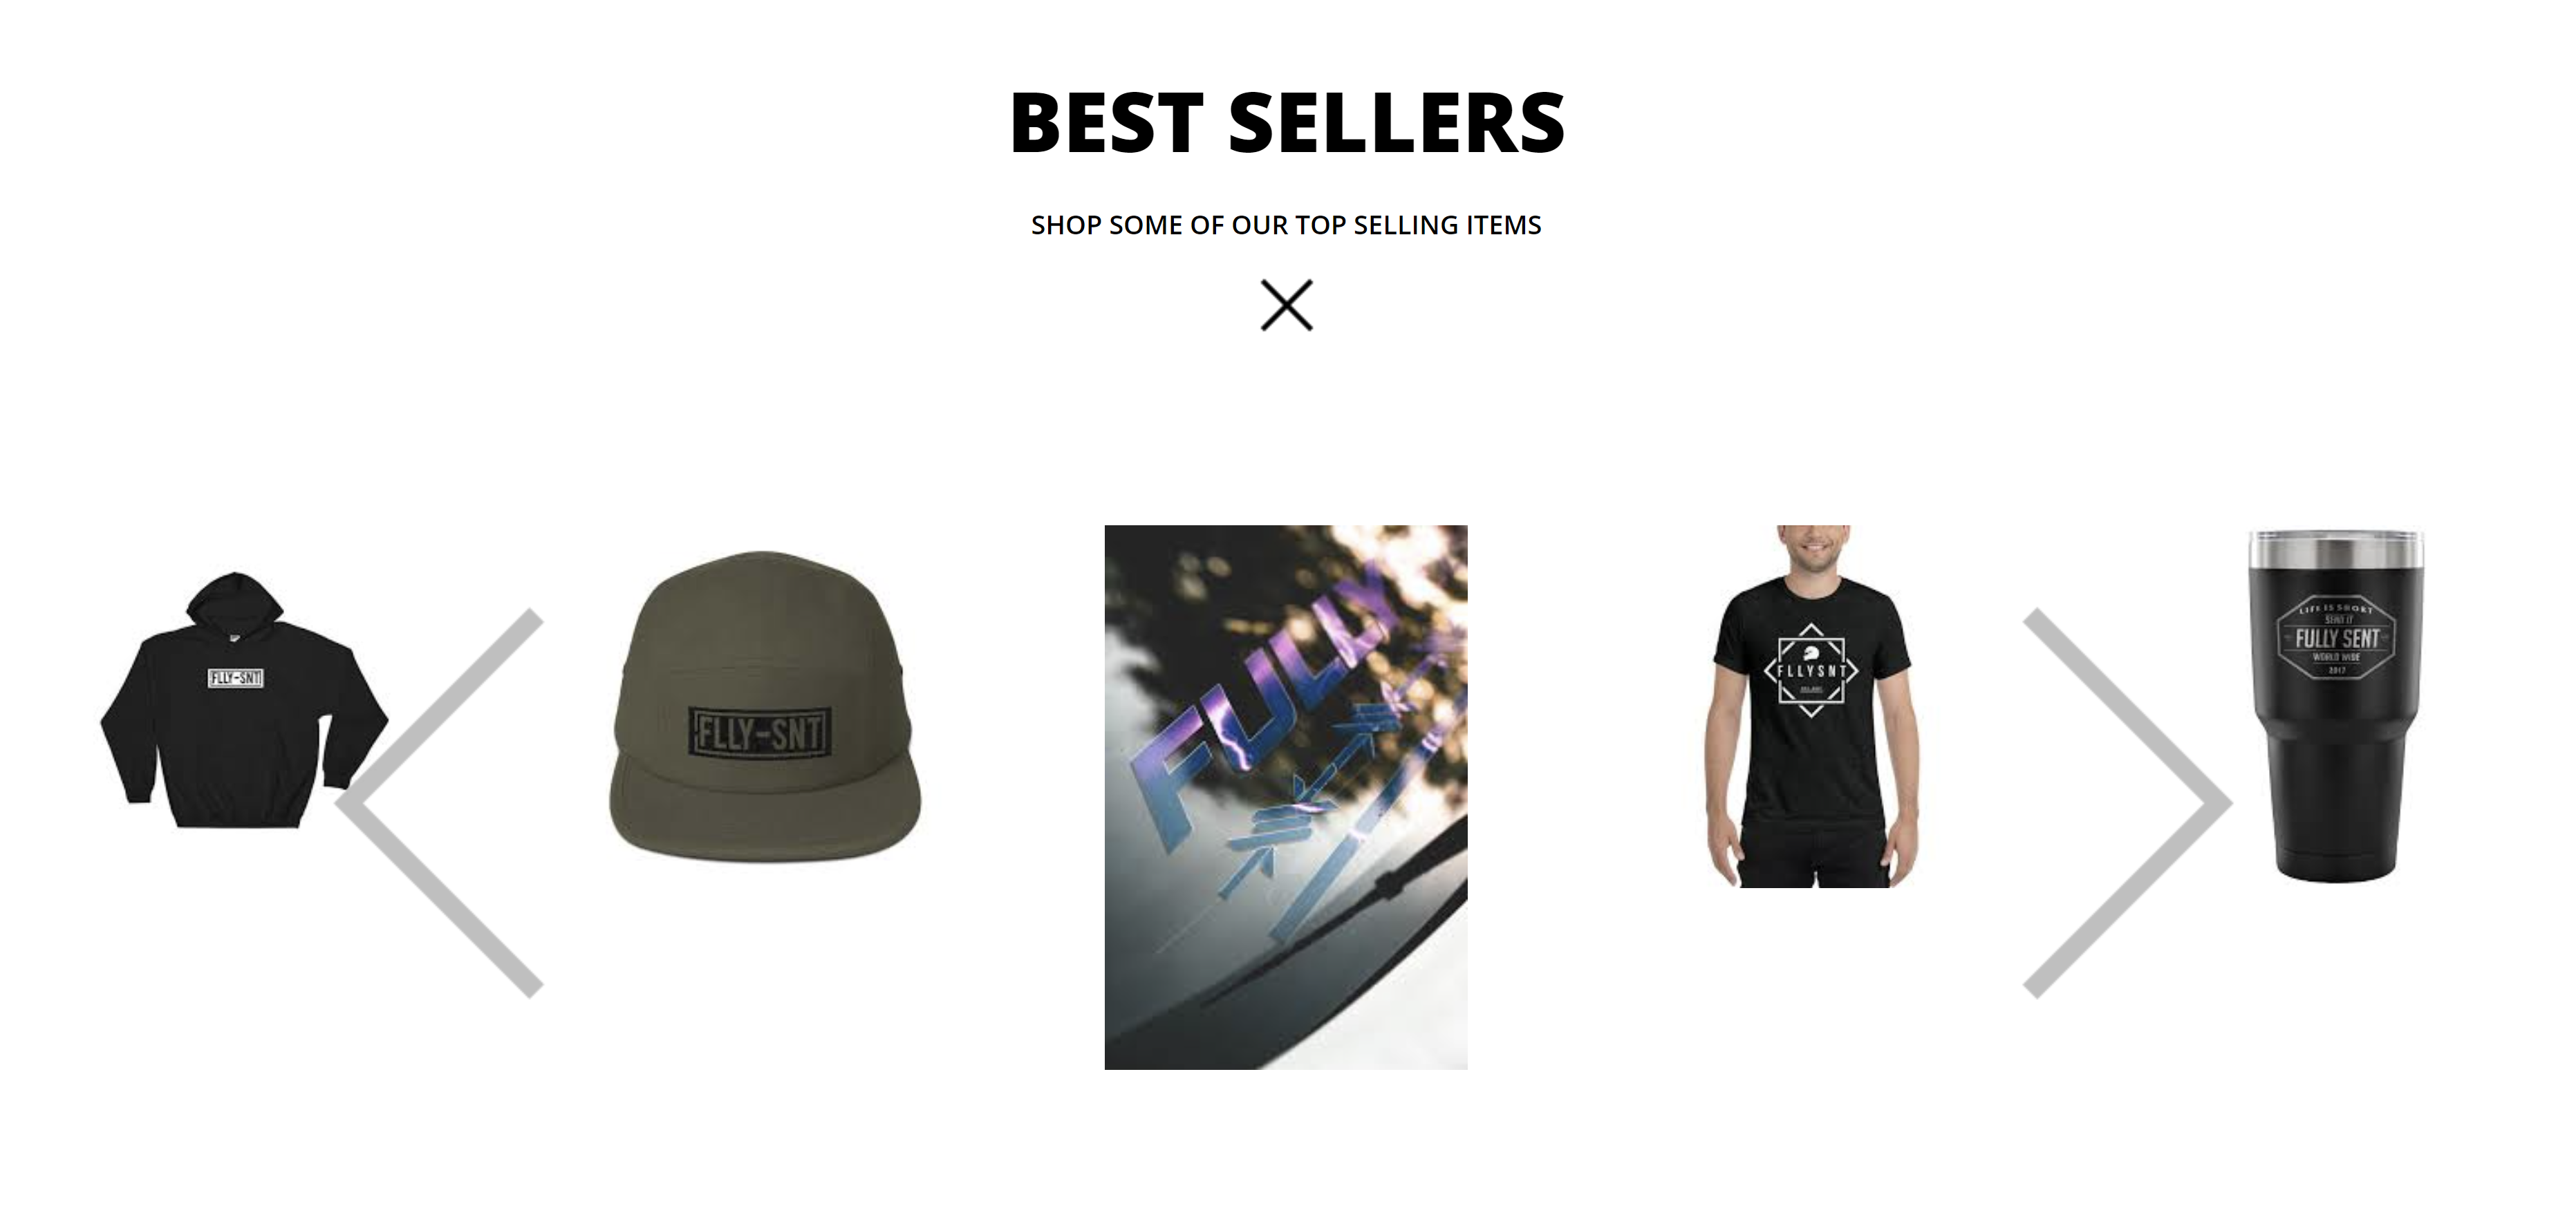 BEST SELLERS
SHOP SOME OF OUR TOP SELLING ITEMS
FLLY-SNT
FLLY-SNT
FULLY
FLLYSNT
LIFE IS SHORT
SEND IT
FULLY SENT
WORLD WIDE
2017